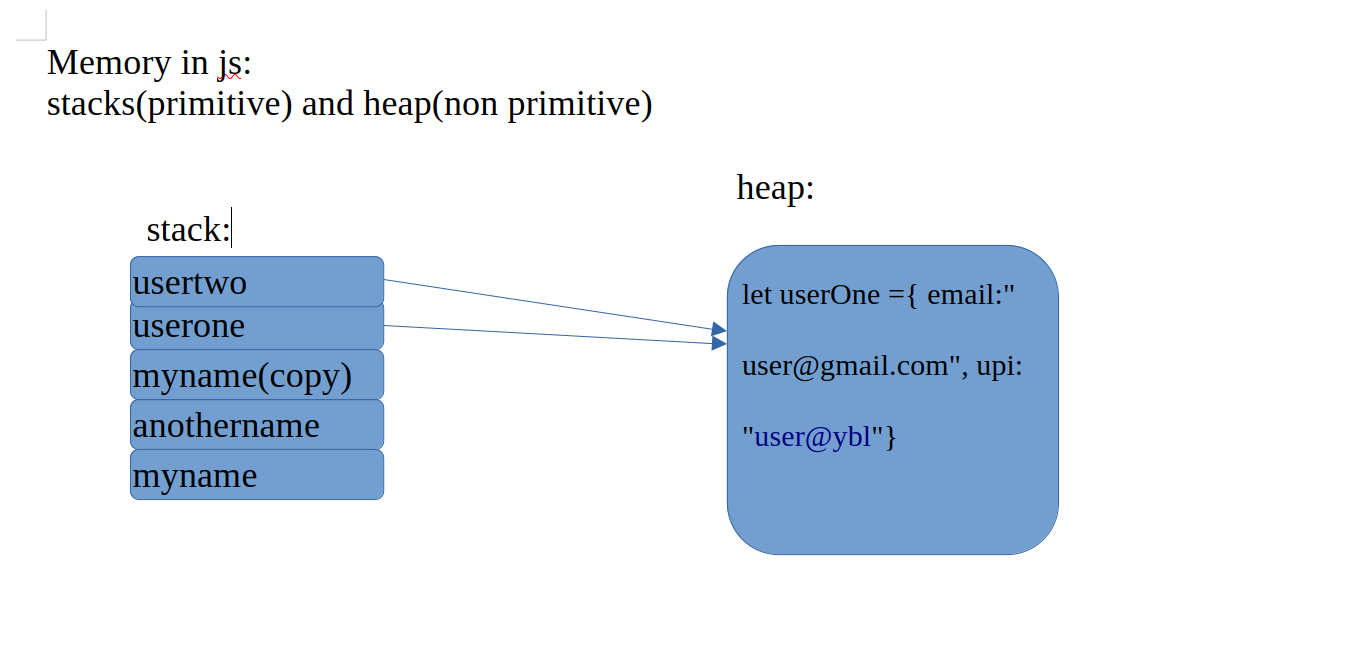 Memory in js:
stacks(primitive) and heap(non primitive)
heap:
stack:
usertwo
userone
myname(copy)
anothername
myname
let userOne ={ email:"
user@gmail.com", upi:
"user@ybl"}